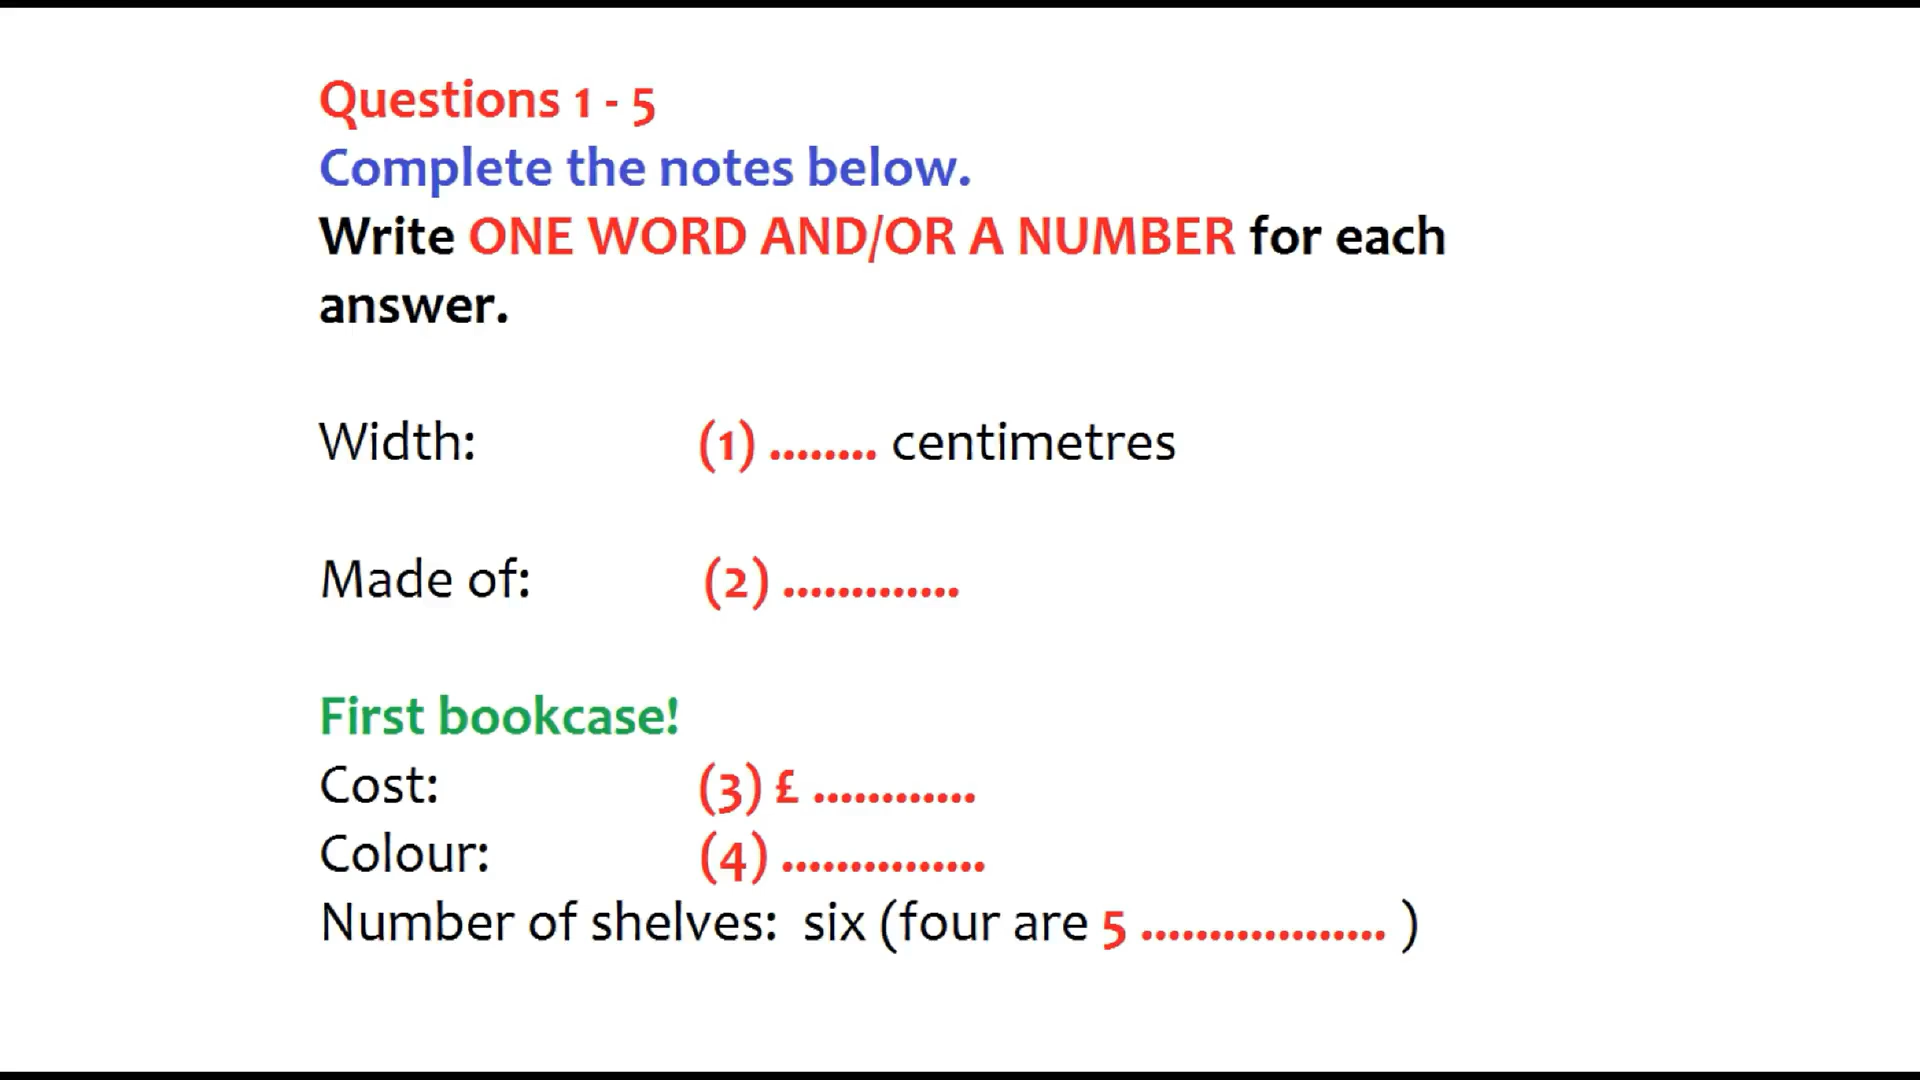 Questions 1 - 5
Complete the notes below.
Write ONE WORD AND/OR A NUMBER for each
answer.
Width: (1) ........ centimetres
Made of: (2) .............
First bookcase!
Cost: (3) £ ............
Colour: (4) ...............
Number of shelves: six (four are 5 .................. )